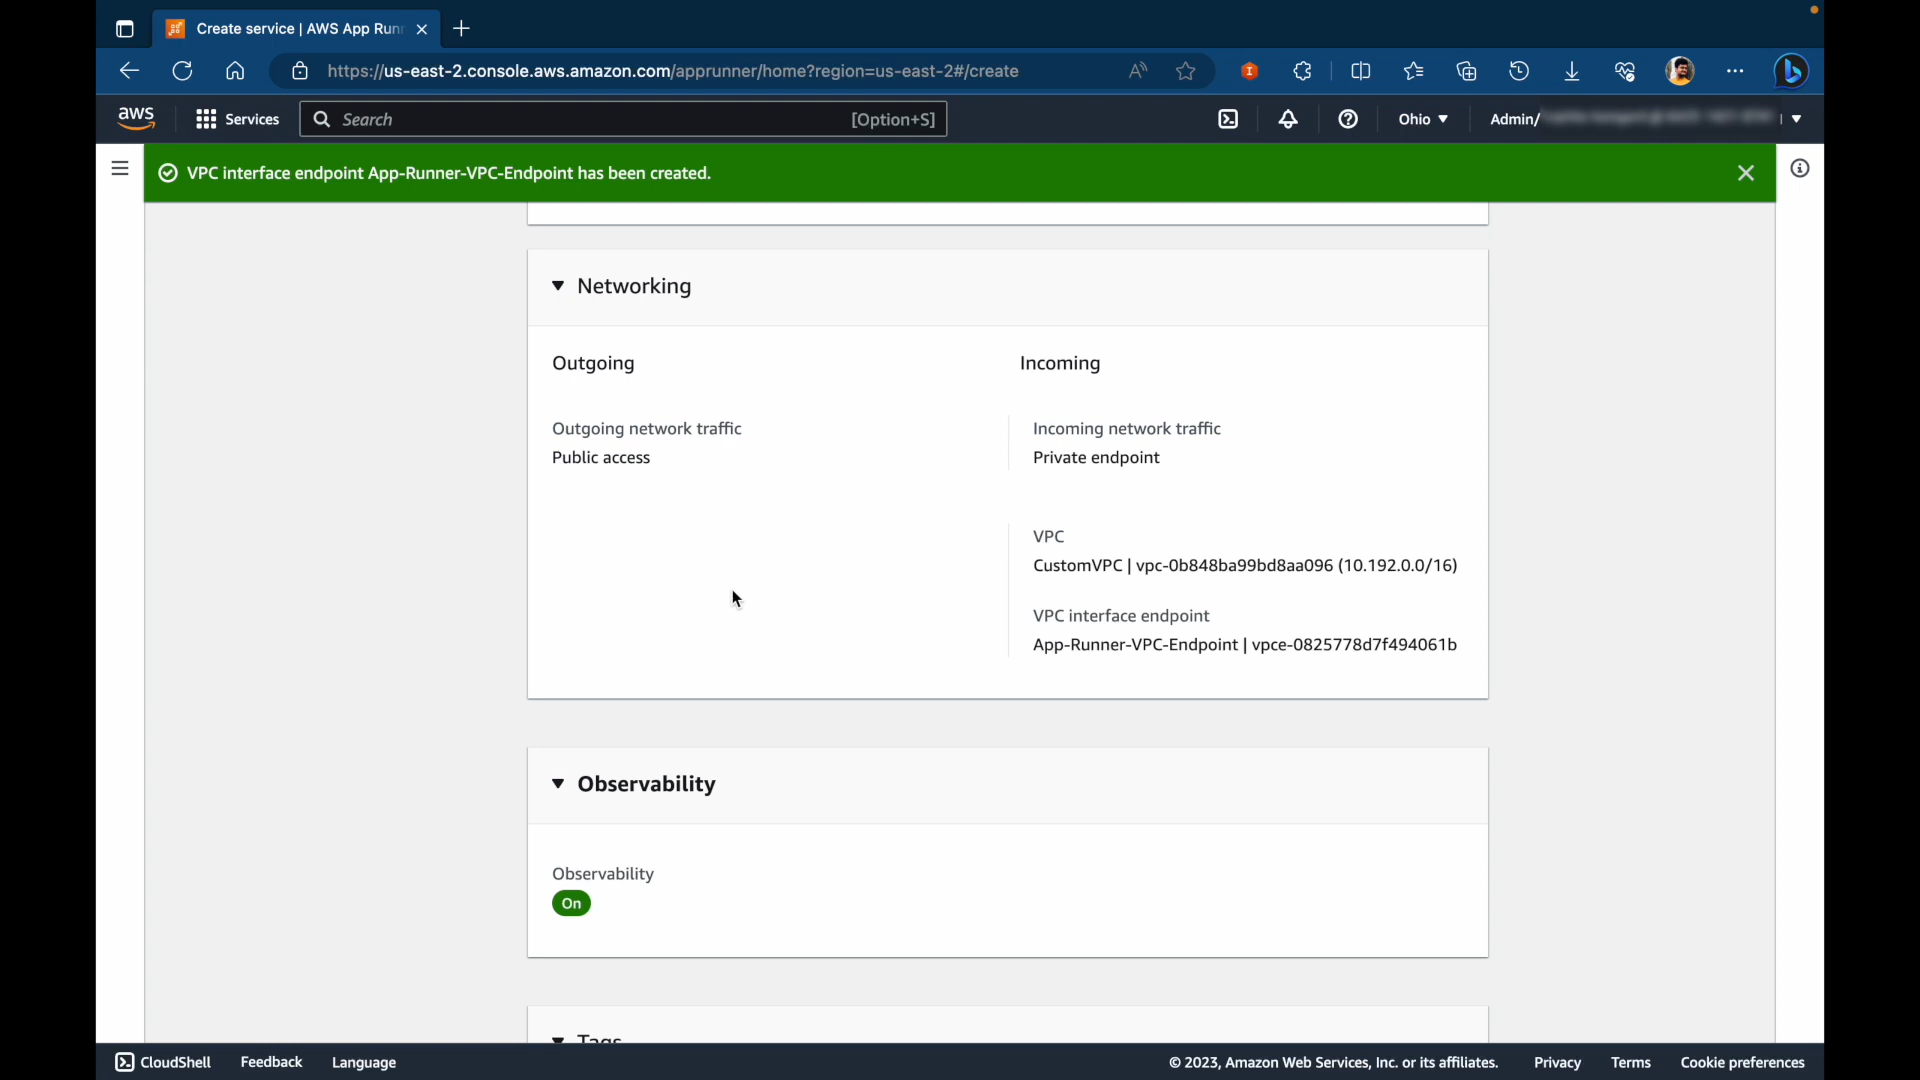 Create service | AWS App Run
https://us-east-2.console.aws.amazon.com/apprunner/home?region=us-east-2#/create
aws
Services
Search
[Option+S]
Ohio
Admin/
VPC interface endpoint App-Runner-VPC-Endpoint has been created.
Networking
Outgoing
Incoming
Outgoing network traffic
Public access
Incoming network traffic
Private endpoint
VPC
CustomVPC | vpc-0b848ba99bd8aa096 (10.192.0.0/16)
VPC interface endpoint
App-Runner-VPC-Endpoint | vpce-0825778d7f494061b
Observability
Observability
On
Tags
CloudShell
Feedback
Language
© 2023, Amazon Web Services, Inc. or its affiliates.
Privacy
Terms
Cookie preferences